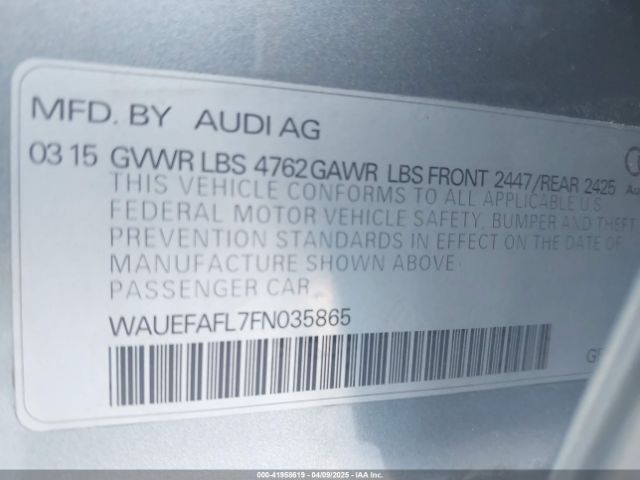 MFD. BY AUDI AG
03 15 GVWR LBS 4762 GAWR LBS FRONT 2447/REAR 2425
THIS VEHICLE CONFORMS TO ALL APPLICABLE U.S
FEDERAL MOTOR VEHICLE SAFETY, BUMPER AND THEFT
PREVENTION STANDARDS IN EFFECT ON THE DATE OF
MANUFACTURE SHOWN ABOVE
PASSENGER CAR
WAUEFAFL7FN035865
000-41958619 - 04/09/2025 - IAA Inc.